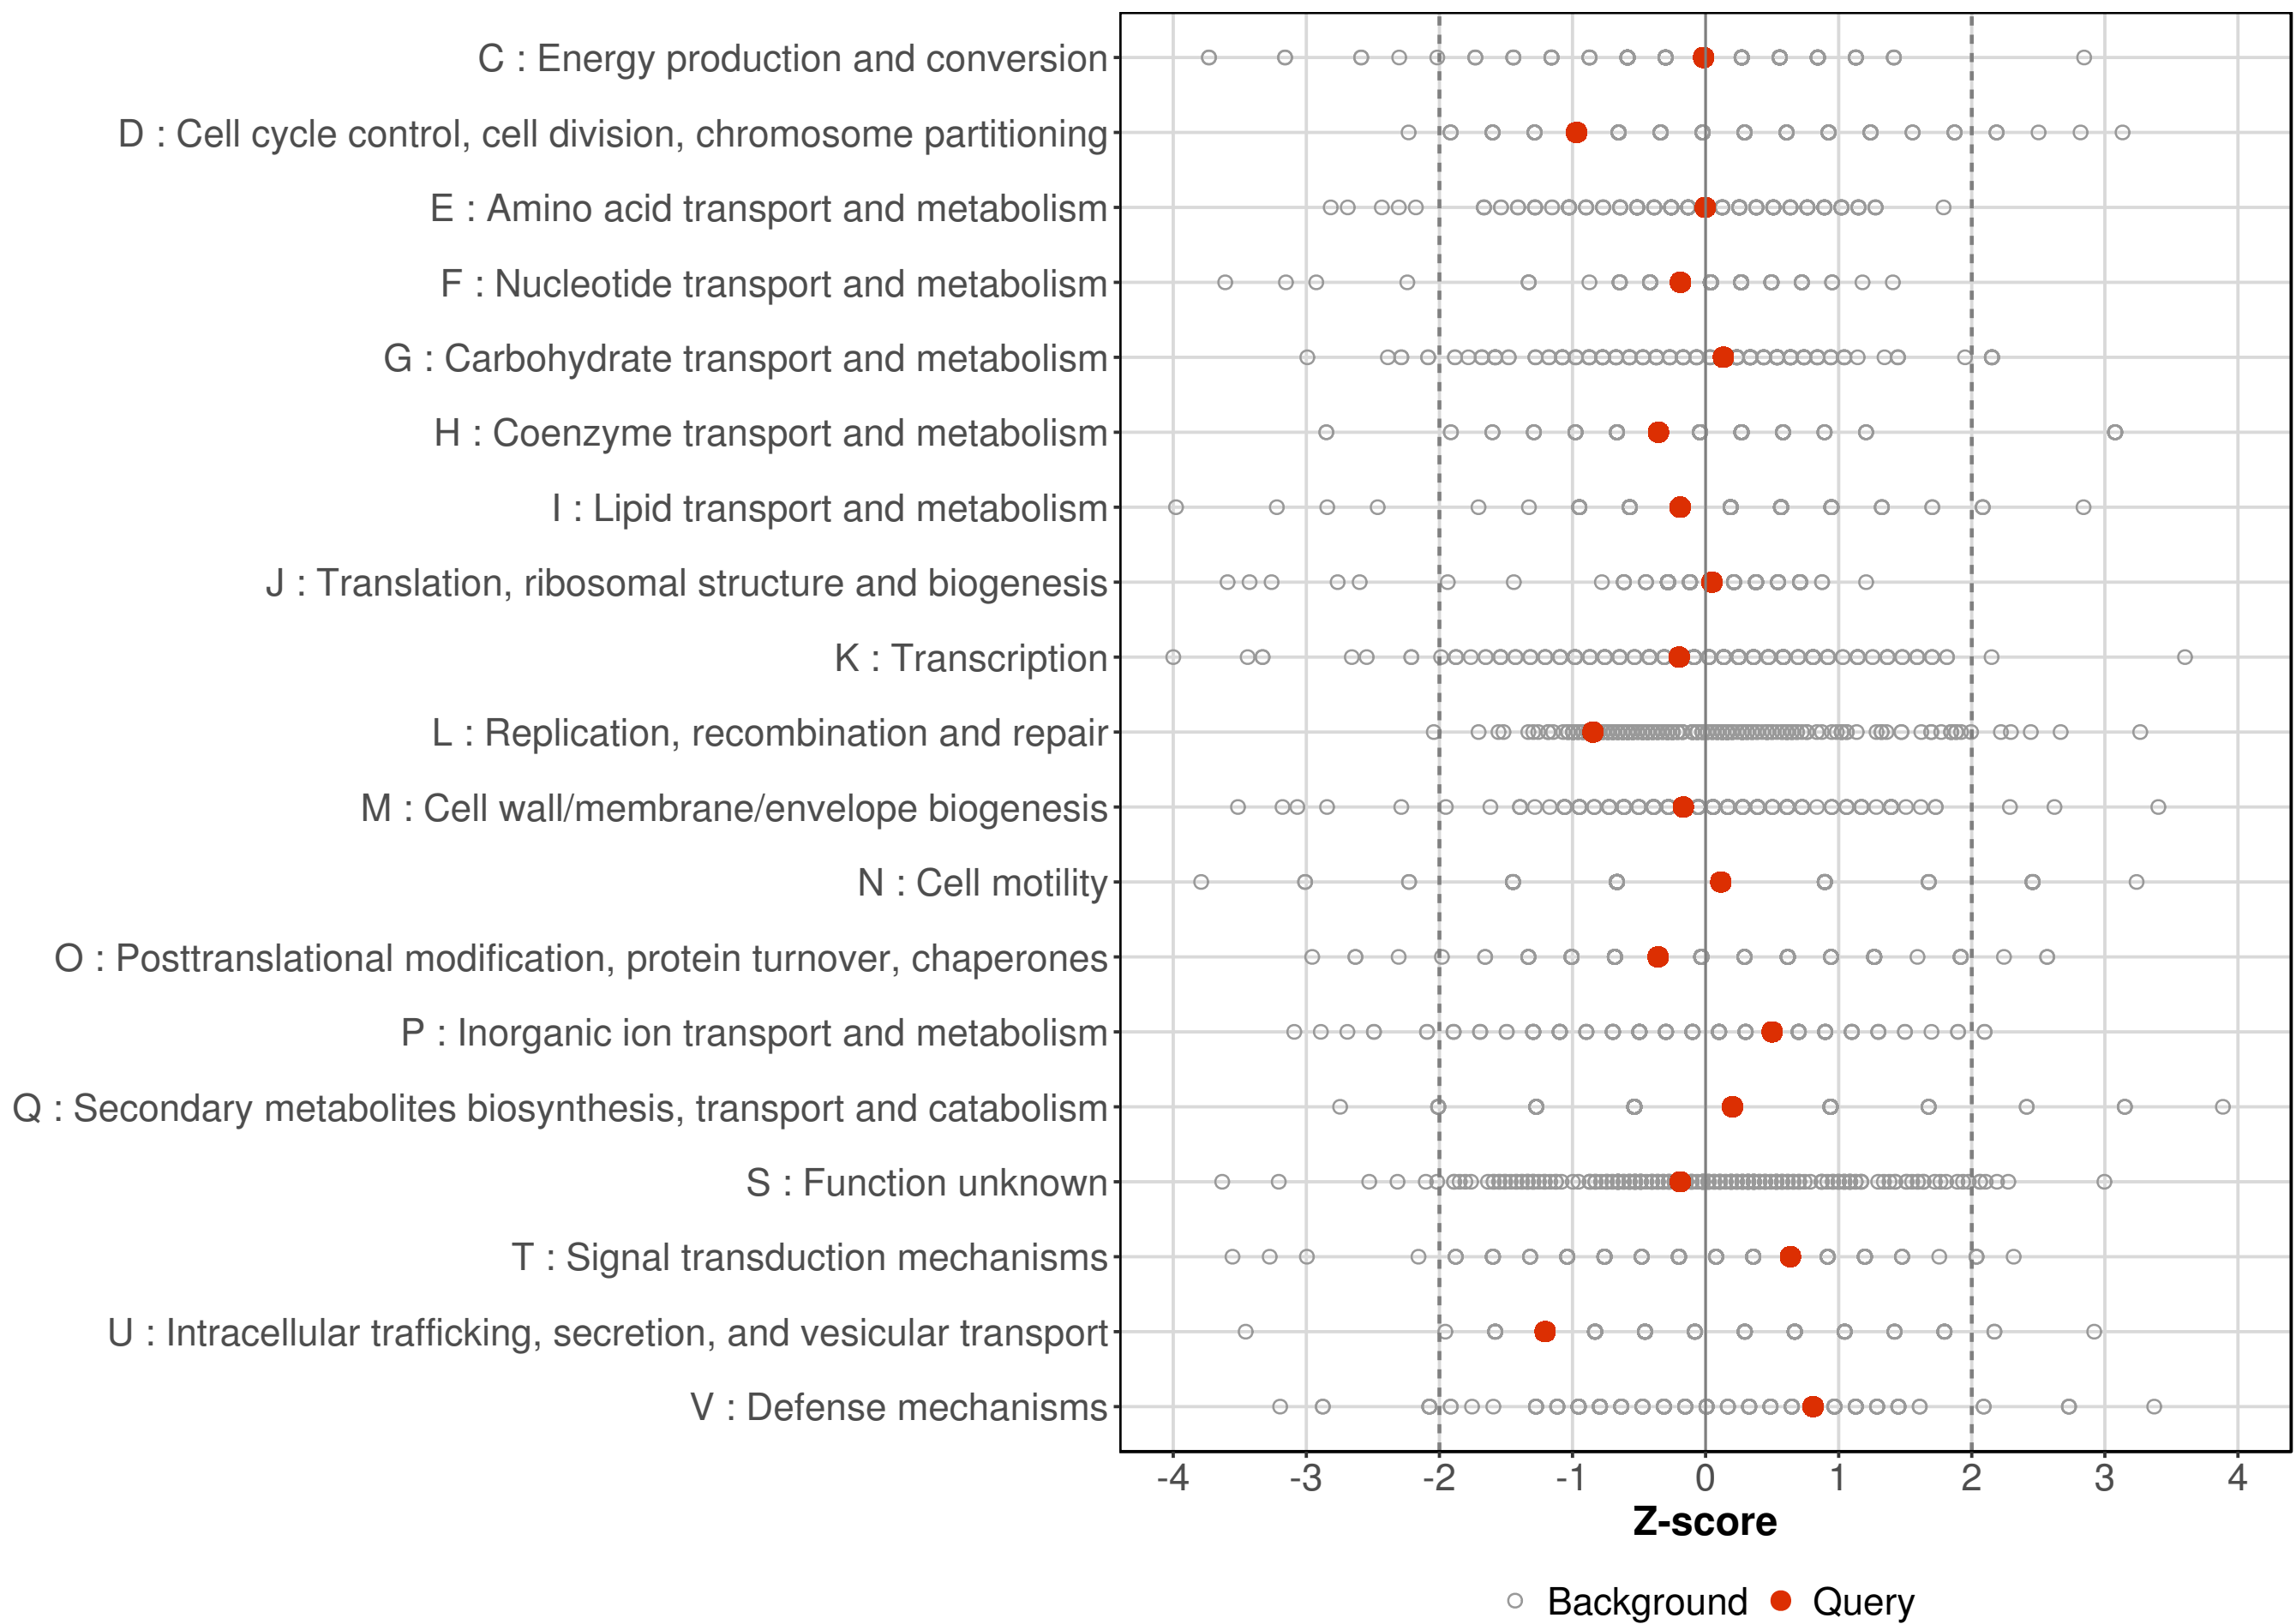 C : Energy production and conversion
D : Cell cycle control, cell division, chromosome partitioning
E : Amino acid transport and metabolism
F : Nucleotide transport and metabolism
G : Carbohydrate transport and metabolism
H : Coenzyme transport and metabolism
I : Lipid transport and metabolism
J : Translation, ribosomal structure and biogenesis
K : Transcription
L : Replication, recombination and repair
M : Cell wall/membrane/envelope biogenesis
N : Cell motility
O : Posttranslational modification, protein turnover, chaperones
P : Inorganic ion transport and metabolism
Q : Secondary metabolites biosynthesis, transport and catabolism
S : Function unknown
T : Signal transduction mechanisms
U : Intracellular trafficking, secretion, and vesicular transport
V : Defense mechanisms
-4 -3 -2 -1 0 1 2 3 4
Z-score
Background Query